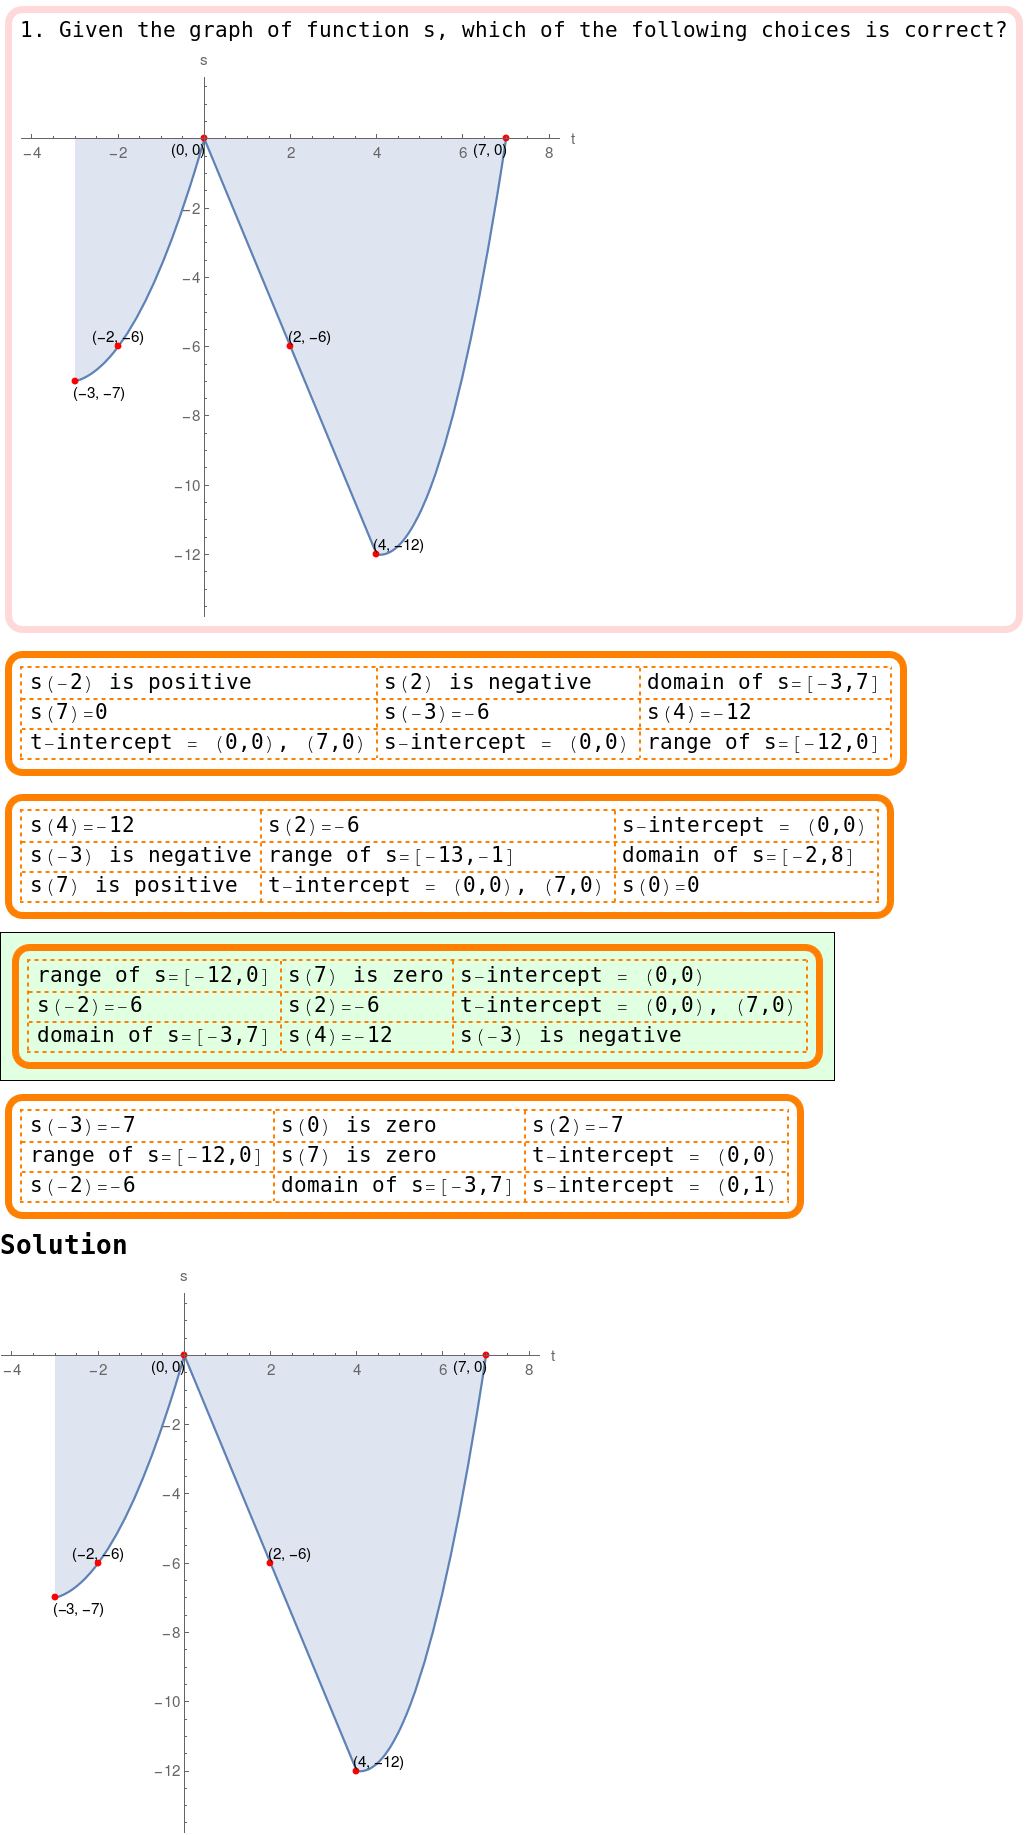 1. Given the graph of function s, which of the following choices is correct?
s
−4 −2 2 4 6 8 t
(0, 0) (7, 0)
−2
−4
(−2, −6) −6 (2, −6)
(−3, −7)
−8
−10
−12 (4, −12)
s(−2) is positive s(2) is negative domain of s=[−3,7]
s(7)=0 s(−3)=−6 s(4)=−12
t−intercept = (0,0), (7,0) s−intercept = (0,0) range of s=[−12,0]
s(4)=−12 s(2)=−6 s−intercept = (0,0)
s(−3) is negative range of s=[−13,−1] domain of s=[−2,8]
s(7) is positive t−intercept = (0,0), (7,0) s(0)=0
range of s=[−12,0] s(7) is zero s−intercept = (0,0)
s(−2)=−6 s(2)=−6 t−intercept = (0,0), (7,0)
domain of s=[−3,7] s(4)=−12 s(−3) is negative
s(−3)=−7 s(0) is zero s(2)=−7
range of s=[−12,0] s(7) is zero t−intercept = (0,0)
s(−2)=−6 domain of s=[−3,7] s−intercept = (0,1)
Solution
s
−4 −2 2 4 6 8 t
(0, 0) (7, 0)
−2
−4
(−2, −6) −6 (2, −6)
(−3, −7)
−8
−10
−12 (4, −12)